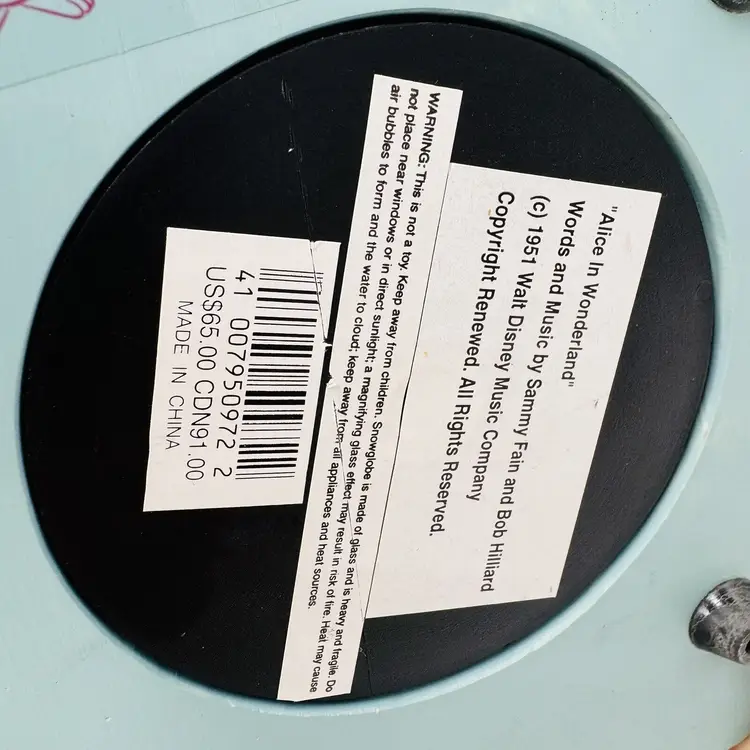 "Alice In Wonderland"
Words and Music by Sammy Fain and Bob Hilliard
(c) 1951 Walt Disney Music Company
Copyright Renewed. All Rights Reserved.
WARNING: This is not a toy. Keep away from children. Snowglobe is made of glass and is heavy and fragile. Do
not place near windows or in direct sunlight; a magnifying glass effect may result in risk of fire. Heat may cause
air bubbles to form and the water to cloud; keep away from all appliances and heat sources.
41 007950972 2
US$65.00 CDN91.00
MADE IN CHINA